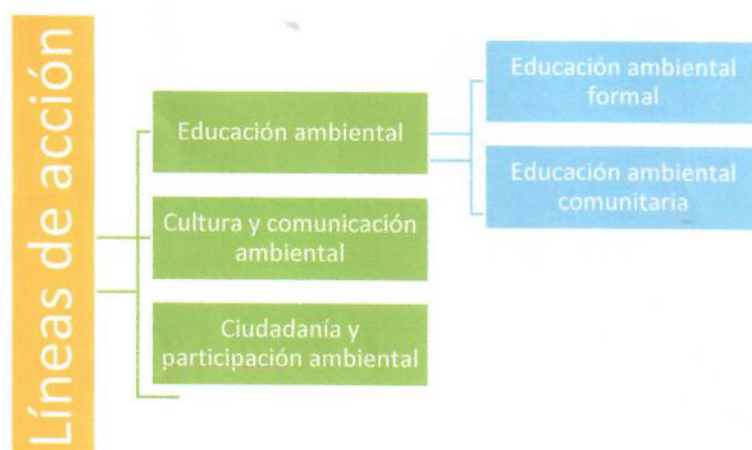 Líneas de acción
Educación ambiental
Cultura y comunicación
ambiental
Ciudadanía y
participación ambiental
Educación ambiental
formal
Educación ambiental
comunitaria